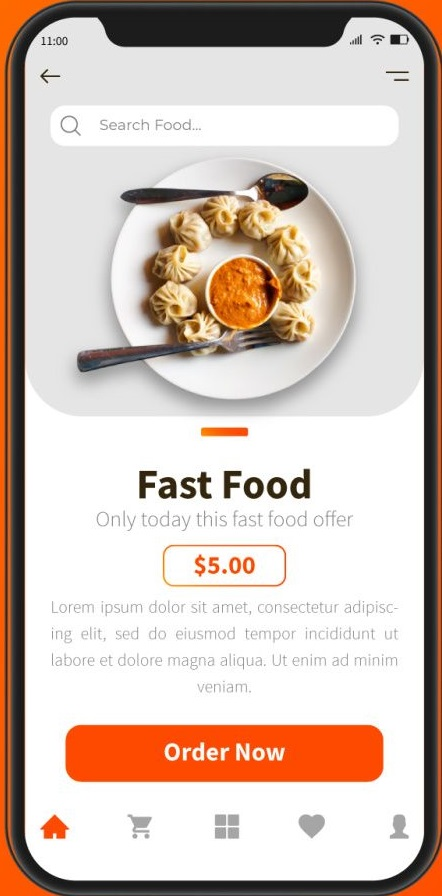 11:00
Search Food...
Fast Food
Only today this fast food offer
$5.00
Lorem ipsum dolor sit amet, consectetur adipisc-
ing elit, sed do eiusmod tempor incididunt ut
labore et dolore magna aliqua. Ut enim ad minim
veniam.
Order Now